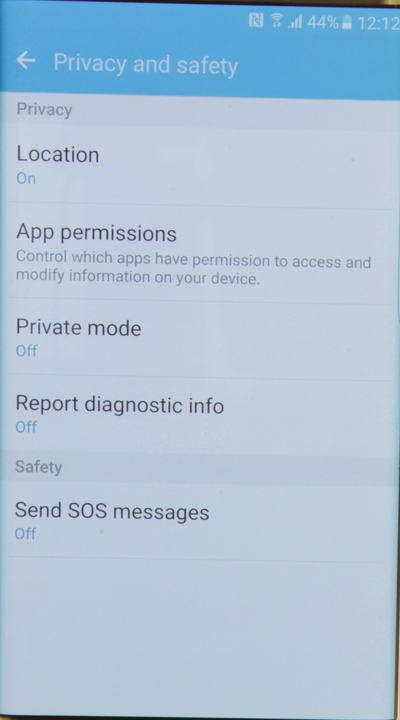 44% 12:12
Privacy and safety
Privacy
Location
On
App permissions
Control which apps have permission to access and
modify information on your device.
Private mode
Off
Report diagnostic info
Off
Safety
Send SOS messages
Off